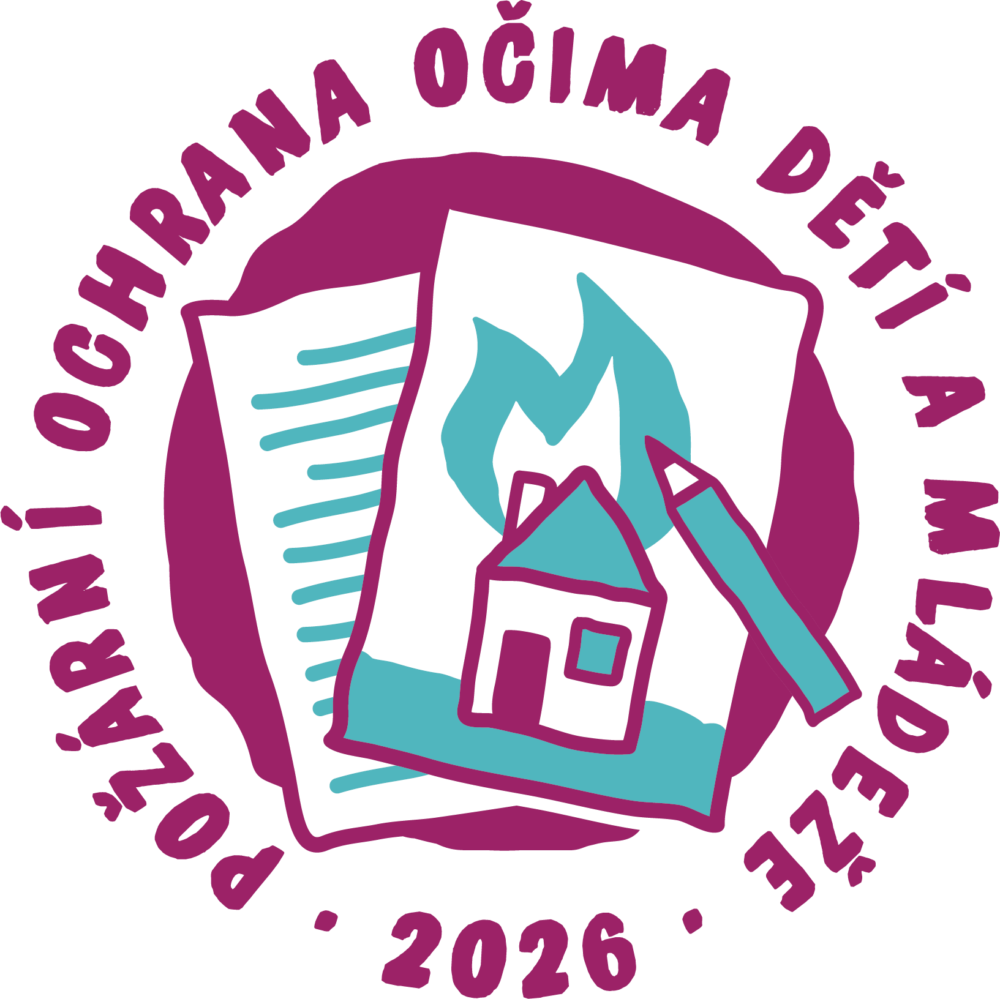 POŽÁRNÍ OCHRANA OČIMA DĚTÍ A MLÁDEŽE
· 2026 ·